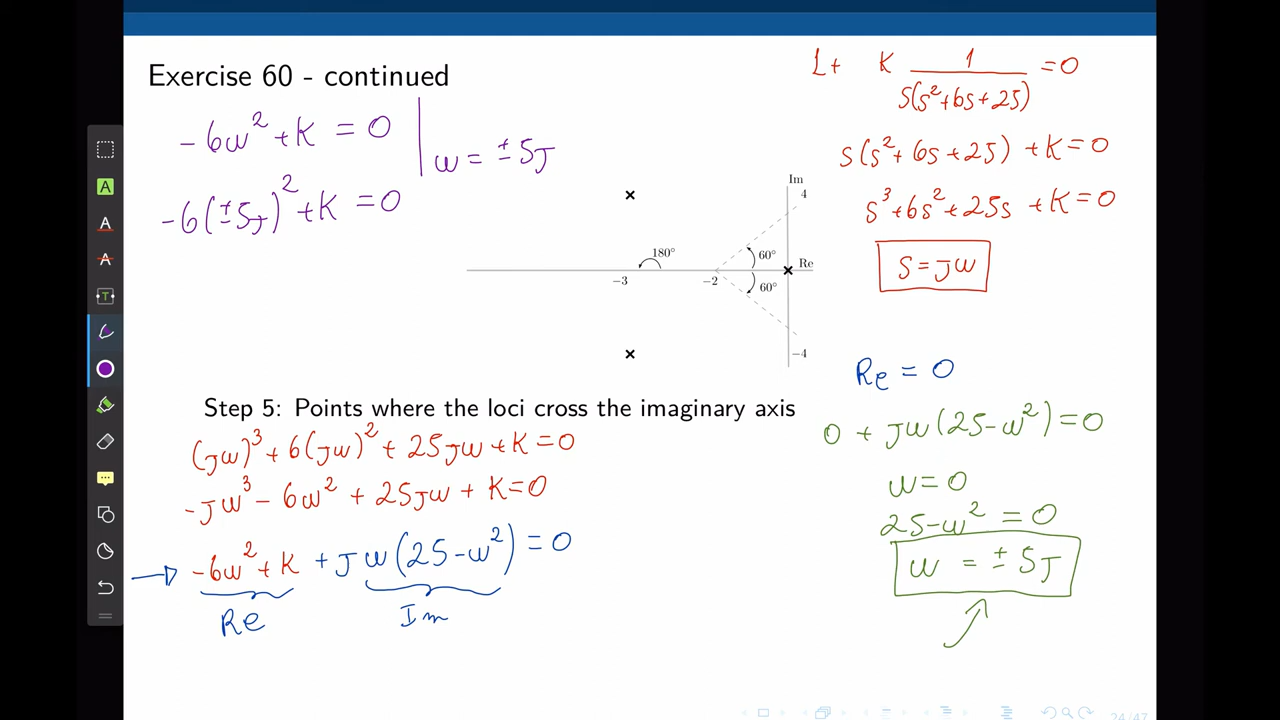 Exercise 60 - continued
-6ω² + K = 0
ω = ± 5J
-6(±5J)² + K = 0
1+ K 1/(s(s²+6s+25)) = 0
s(s²+6s+25) + K = 0
s³+6s²+25s + K = 0
s = Jω
Im
4
180°
60°
Re
-3
-2
60°
-4
Re = 0
Step 5: Points where the loci cross the imaginary axis
(Jω)³ + 6(Jω)² + 25Jω + K = 0
-Jω³ - 6ω² + 25Jω + K = 0
-6ω² + K + Jω(25-ω²) = 0
Re
Im
0 + Jω(25-ω²) = 0
ω = 0
25-ω² = 0
ω = ± 5J
24/47